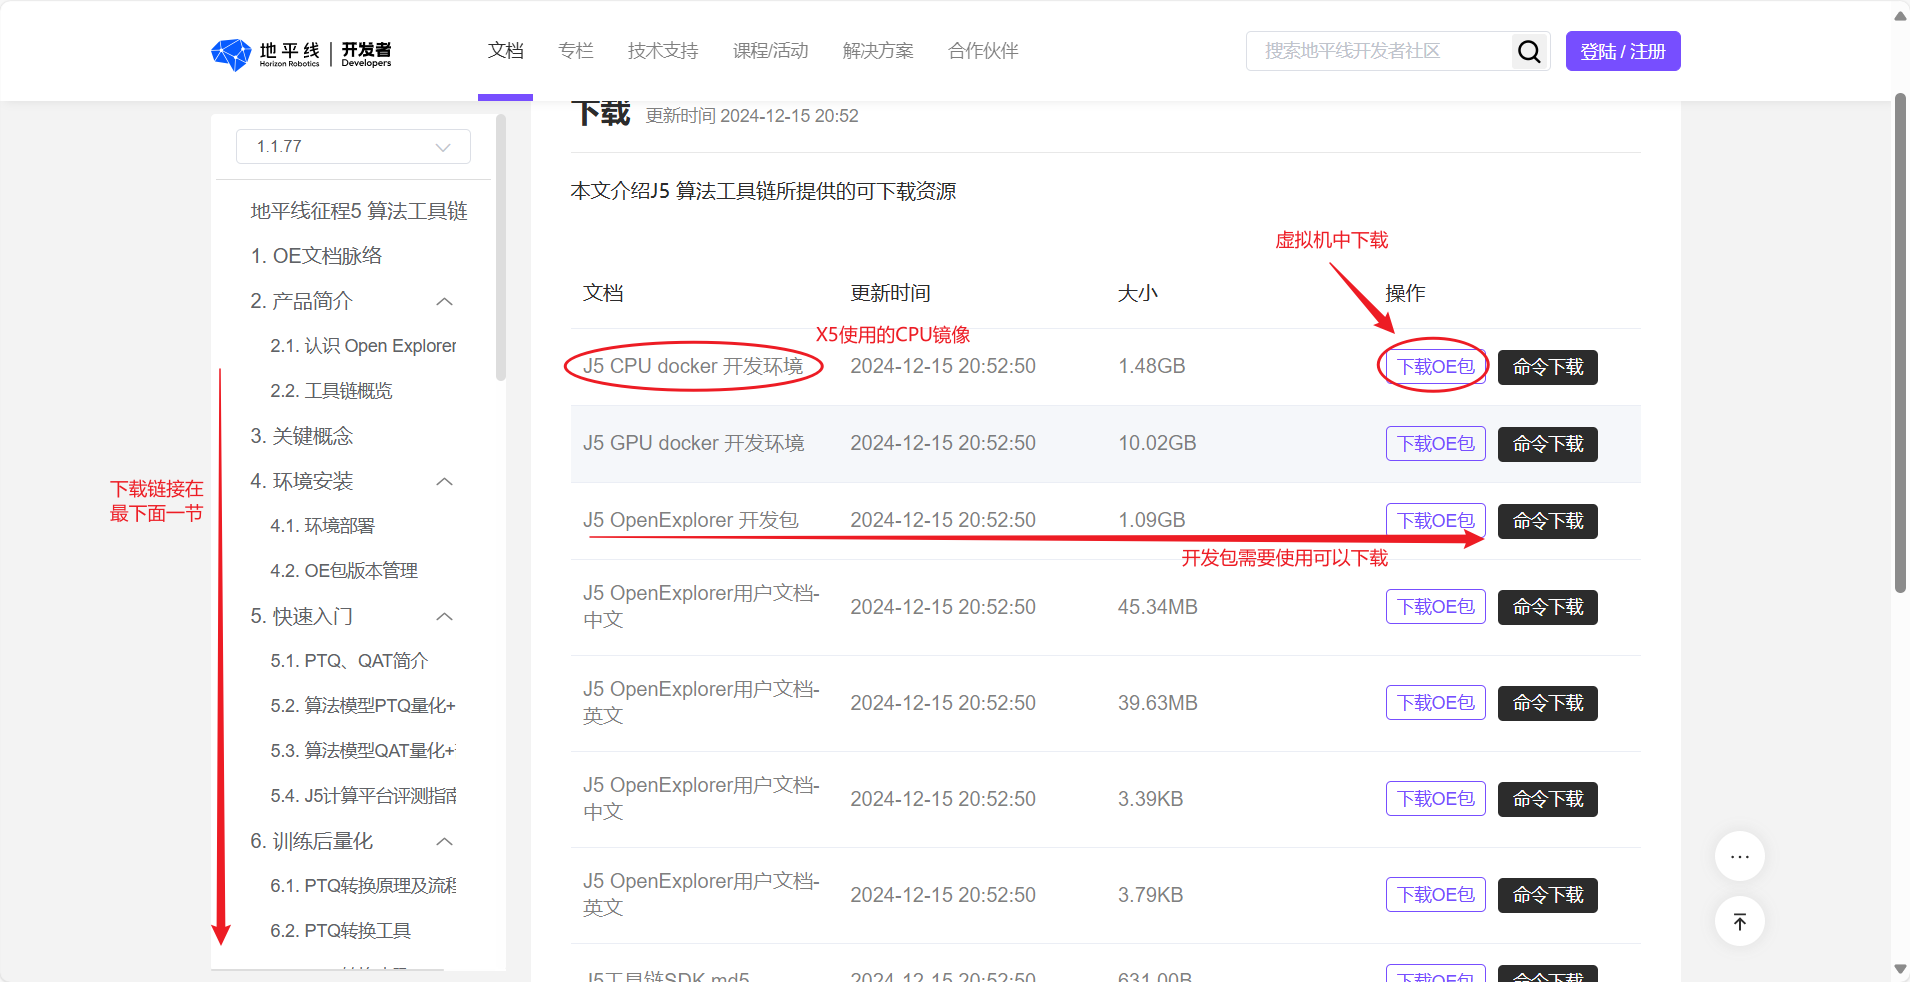 地平线 Horizon Robotics | 开发者 Developers
文档 专栏 技术支持 课程/活动 解决方案 合作伙伴
搜索地平线开发者社区
登陆 / 注册
1.1.77
地平线征程5 算法工具链
1. OE文档脉络
2. 产品简介
2.1. 认识 Open Explorer
2.2. 工具链概览
3. 关键概念
4. 环境安装
4.1. 环境部署
4.2. OE包版本管理
5. 快速入门
5.1. PTQ、QAT简介
5.2. 算法模型PTQ量化+
5.3. 算法模型QAT量化+
5.4. J5计算平台评测指南
6. 训练后量化
6.1. PTQ转换原理及流程
6.2. PTQ转换工具
下载链接在
最下面一节
下载 更新时间 2024-12-15 20:52
本文介绍J5 算法工具链所提供的可下载资源
虚拟机中下载
文档 更新时间 大小 操作
X5使用的CPU镜像
J5 CPU docker 开发环境 2024-12-15 20:52:50 1.48GB 下载OE包 命令下载
J5 GPU docker 开发环境 2024-12-15 20:52:50 10.02GB 下载OE包 命令下载
J5 OpenExplorer 开发包 2024-12-15 20:52:50 1.09GB 下载OE包 命令下载
开发包需要使用可以下载
J5 OpenExplorer用户文档-
中文 2024-12-15 20:52:50 45.34MB 下载OE包 命令下载
J5 OpenExplorer用户文档-
英文 2024-12-15 20:52:50 39.63MB 下载OE包 命令下载
J5 OpenExplorer用户文档-
中文 2024-12-15 20:52:50 3.39KB 下载OE包 命令下载
J5 OpenExplorer用户文档-
英文 2024-12-15 20:52:50 3.79KB 下载OE包 命令下载
J5工具链SDK md5 2024-12-15 20:52:50 631.00B 下载OE包 命令下载